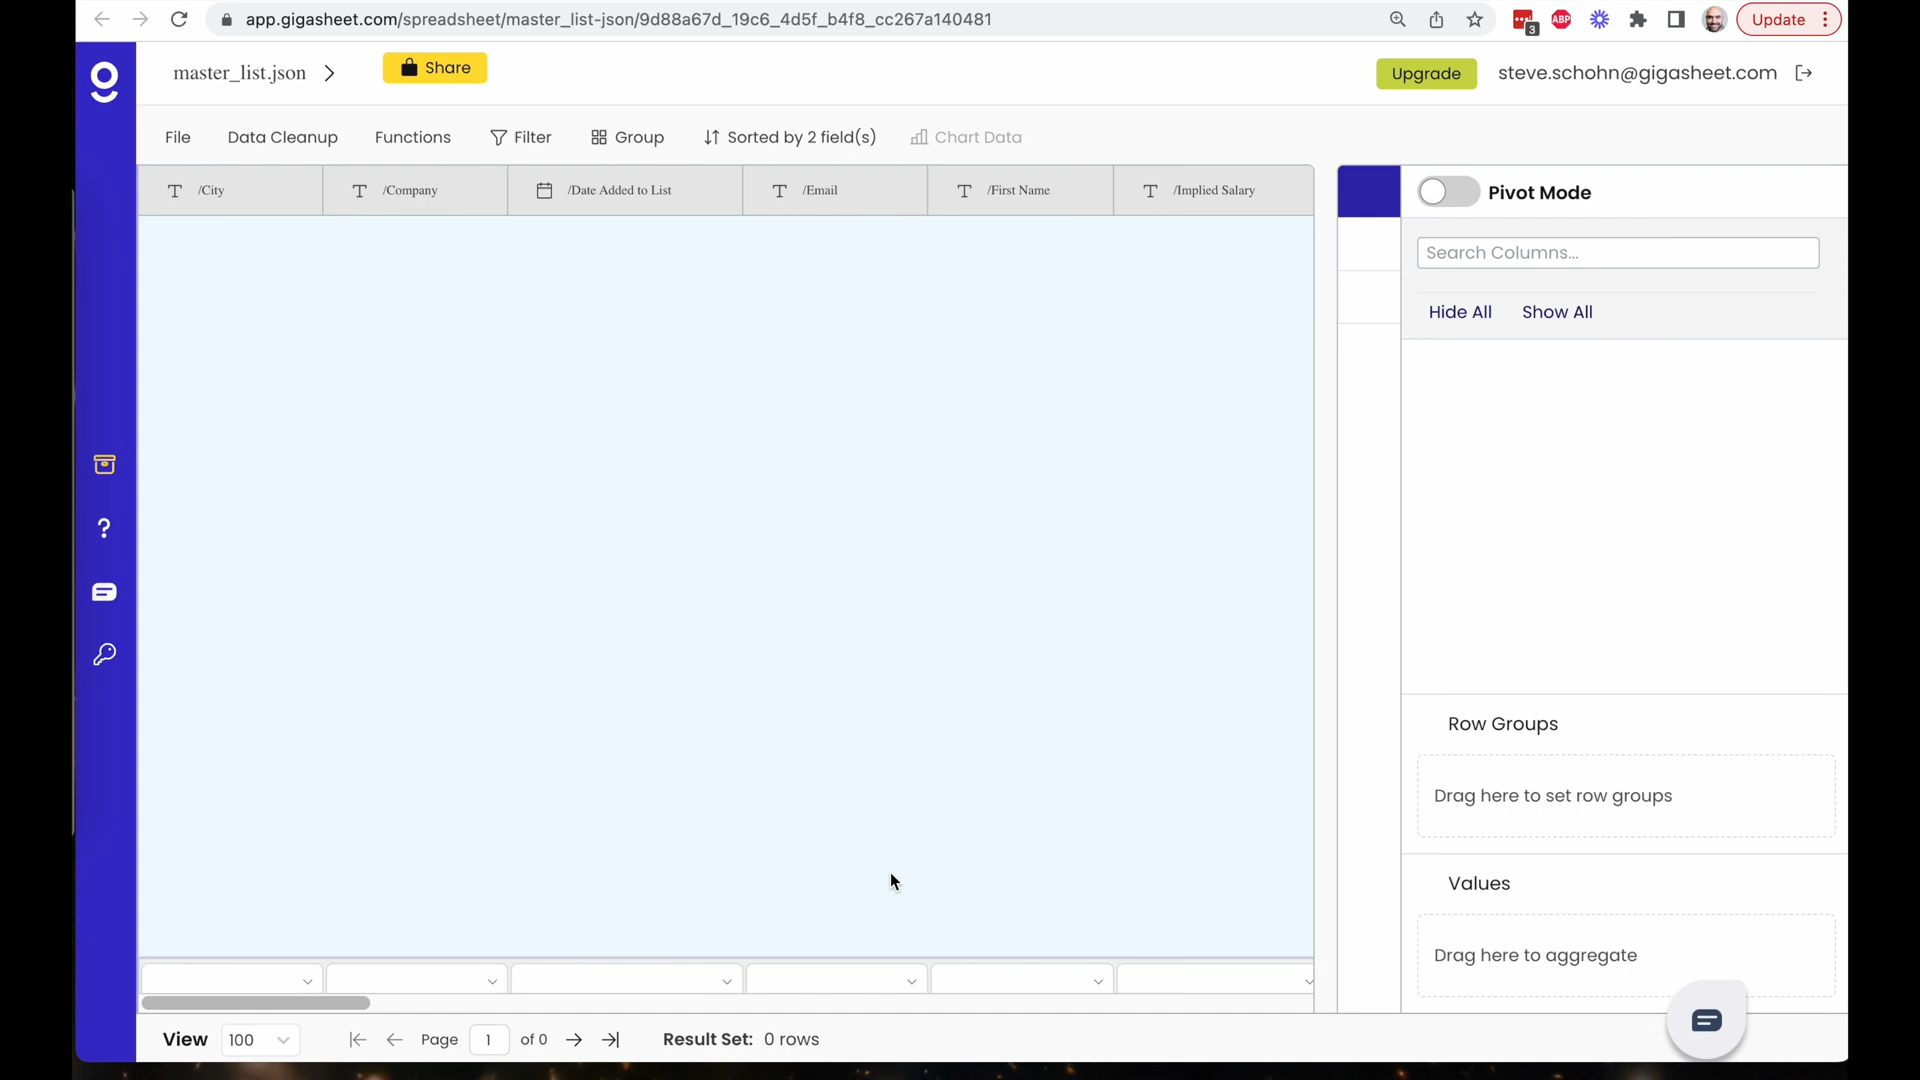 app.gigasheet.com/spreadsheet/master_list-json/9d88a67d_19c6_4d5f_b4f8_cc267a140481
ABP
3
Update
master_list.json
Share
Upgrade
steve.schohn@gigasheet.com
File
Data Cleanup
Functions
Filter
Group
Sorted by 2 field(s)
Chart Data
/City
/Company
/Date Added to List
/Email
/First Name
/Implied Salary
Pivot Mode
Search Columns...
Hide All
Show All
Row Groups
Drag here to set row groups
Values
Drag here to aggregate
View
100
Page
1
of 0
Result Set: 0 rows